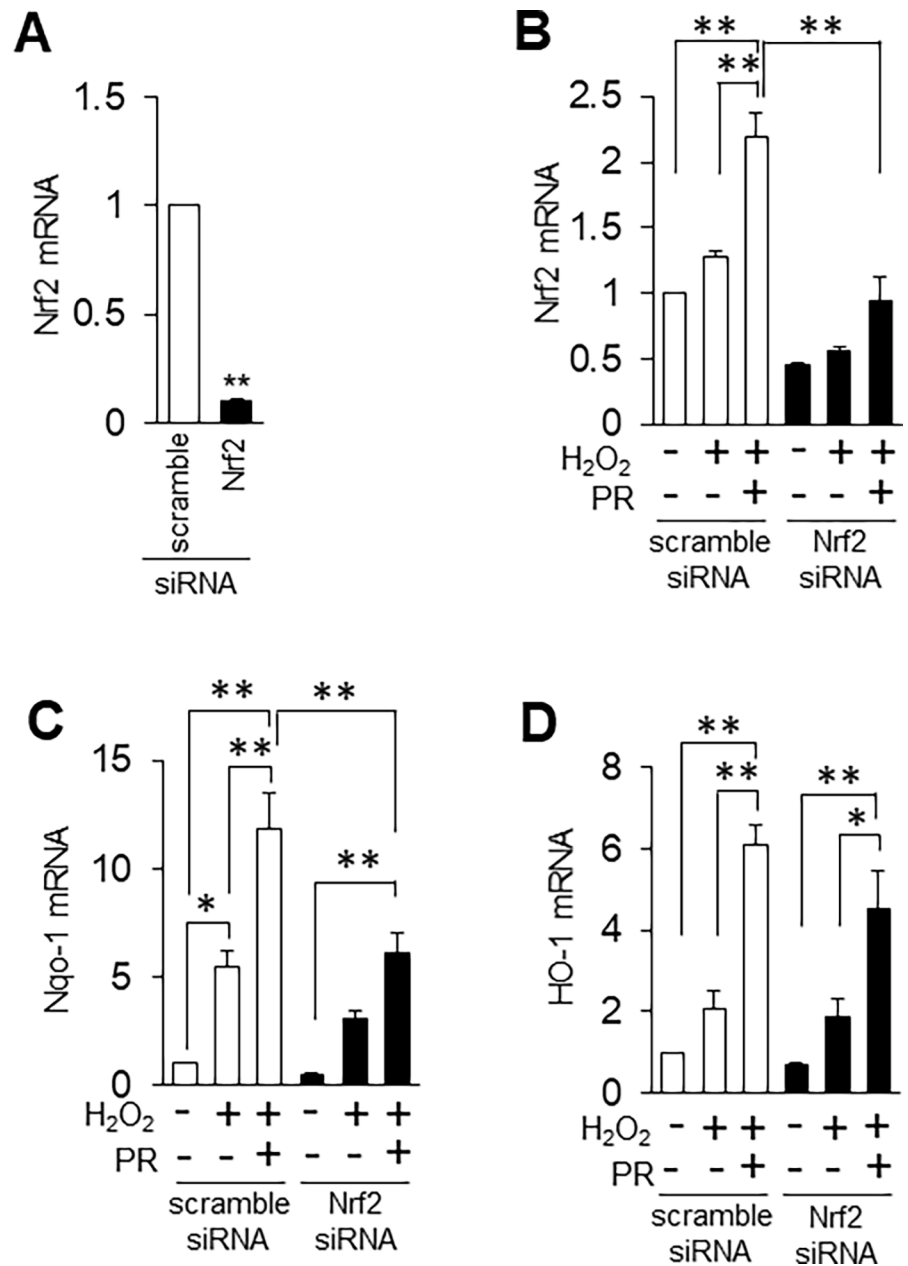 A
Nrf2 mRNA
1.5
1
0.5
0
**
scramble
Nrf2
siRNA
B
Nrf2 mRNA
2.5
2
1.5
1
0.5
0
** **
**
H₂O₂ - + + - + +
PR - - + - - +
scramble siRNA
Nrf2 siRNA
C
Nqo-1 mRNA
15
10
5
0
** **
**
**
*
H₂O₂ - + + - + +
PR - - + - - +
scramble siRNA
Nrf2 siRNA
D
HO-1 mRNA
8
6
4
2
0
**
** **
*
H₂O₂ - + + - + +
PR - - + - - +
scramble siRNA
Nrf2 siRNA